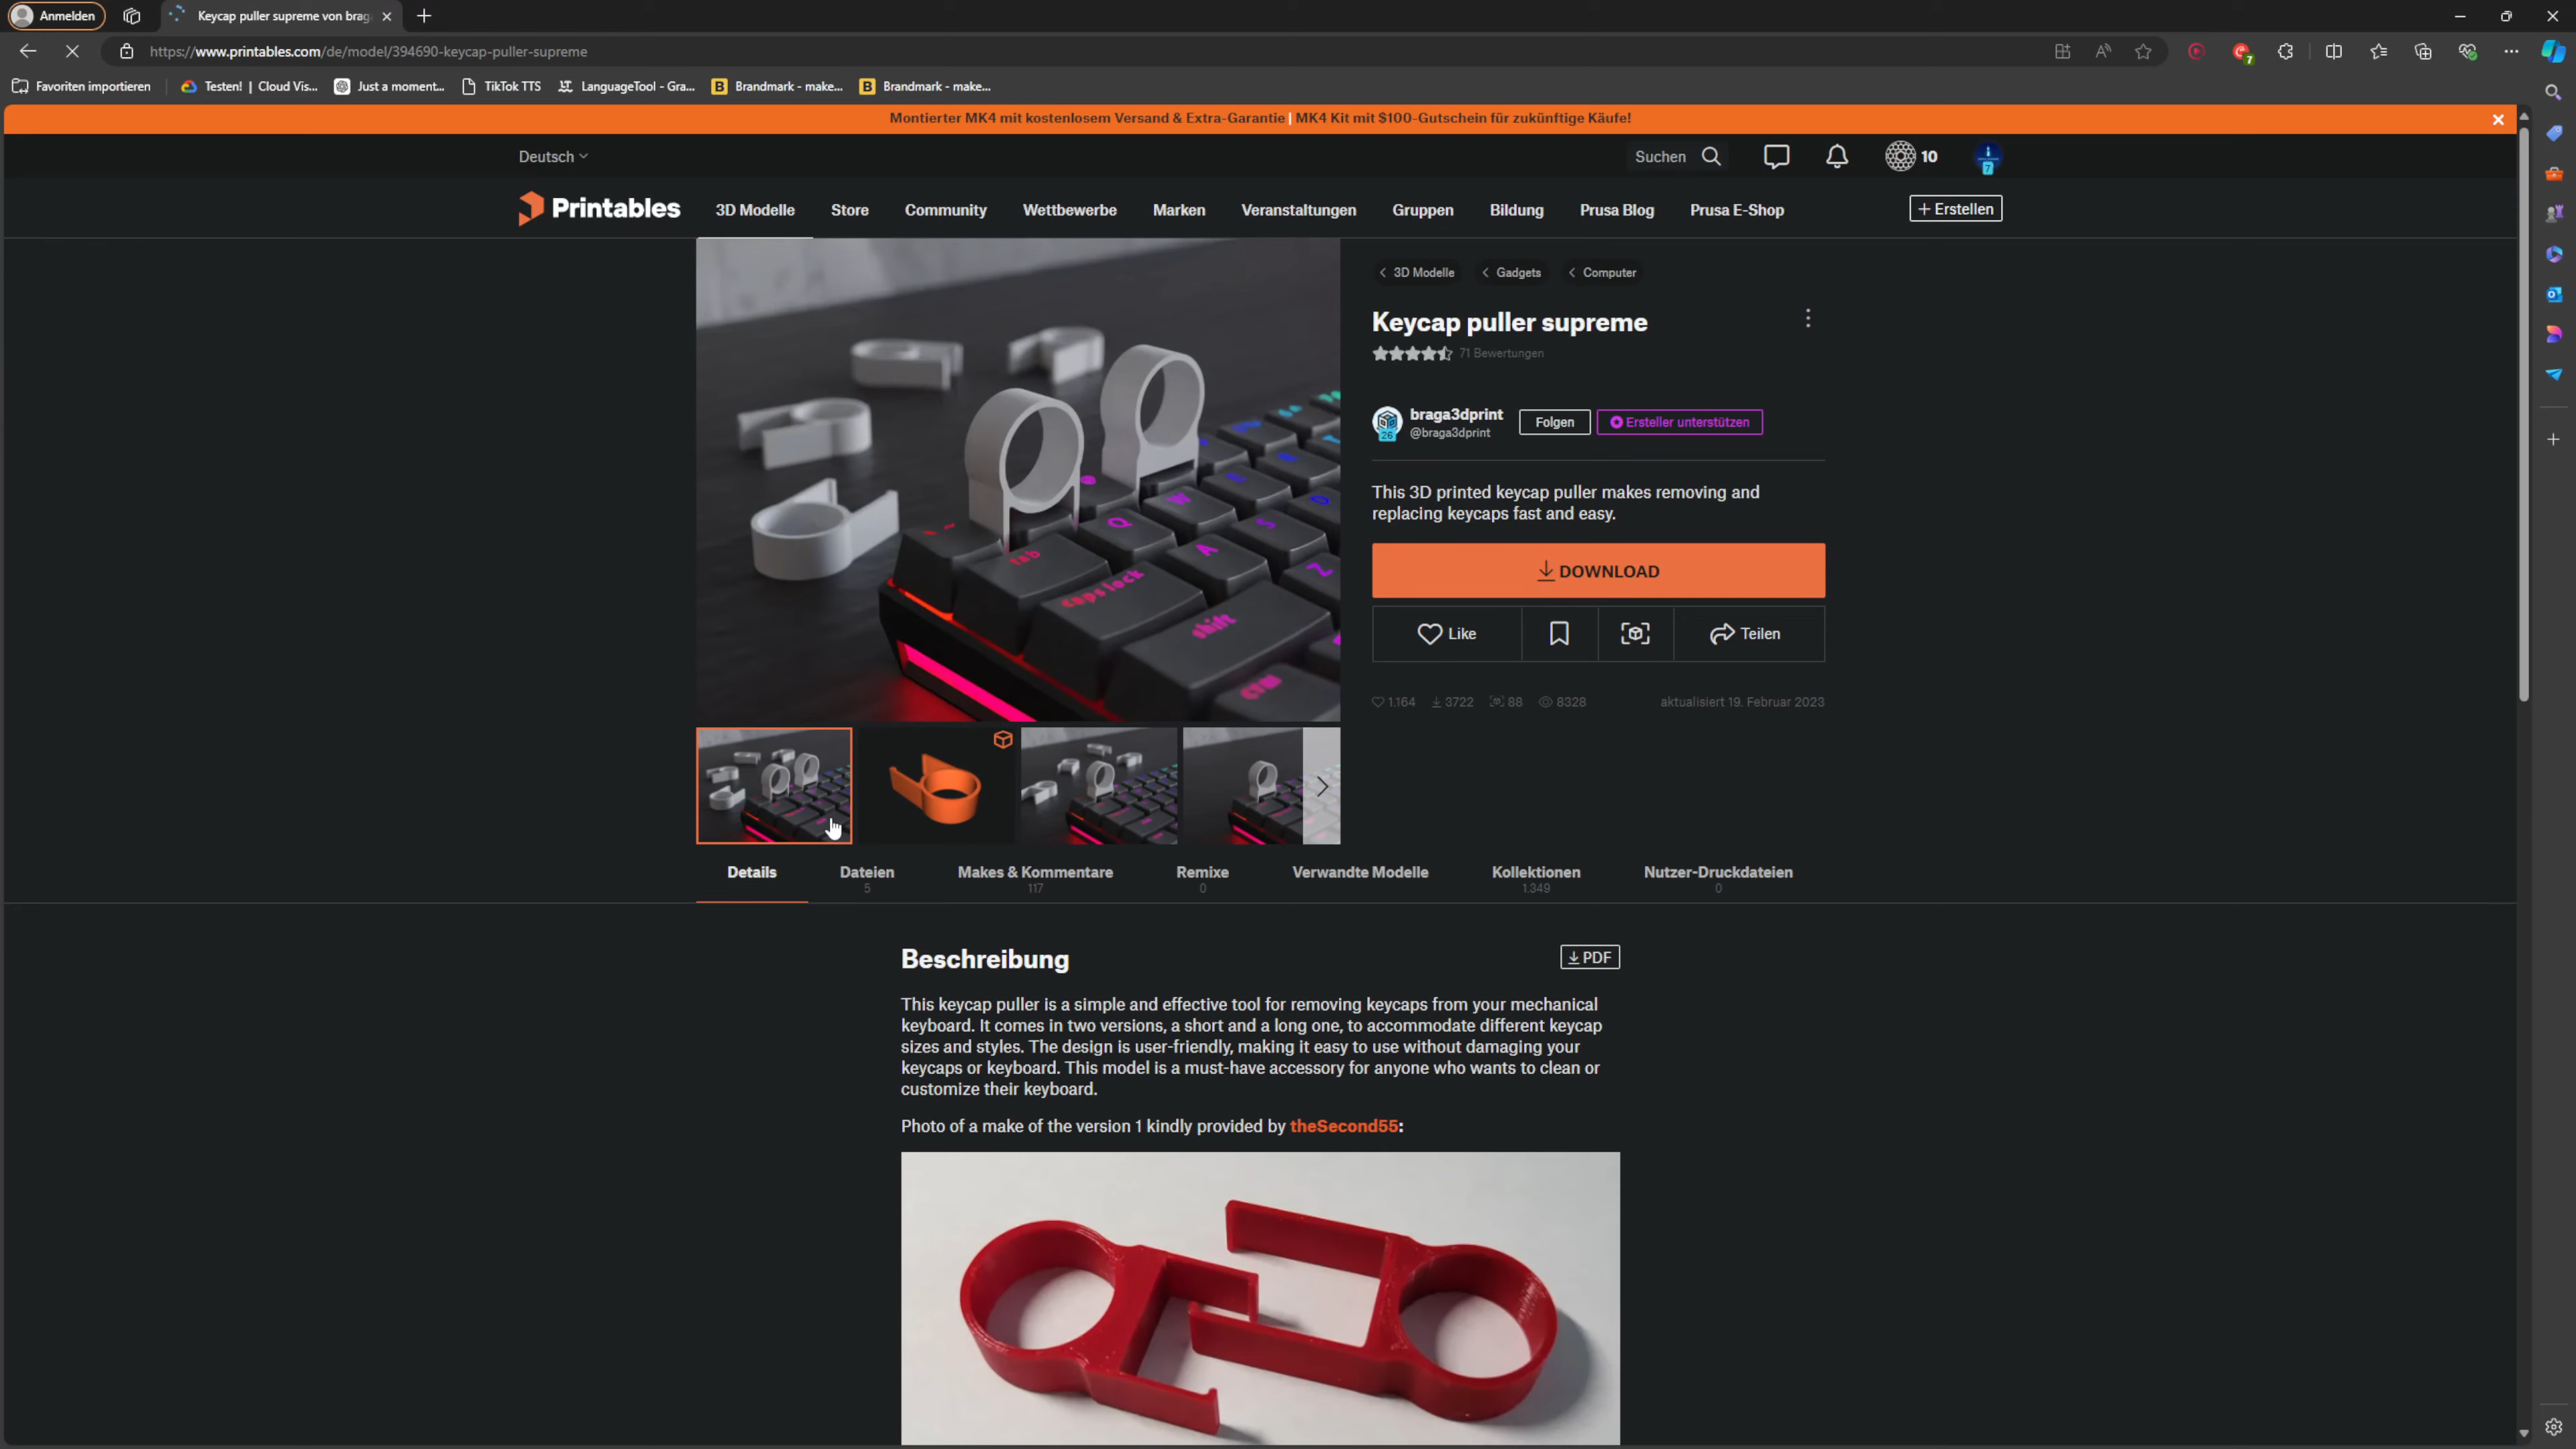 Anmelden
Keycap puller supreme von brag
https://www.printables.com/de/model/394690-keycap-puller-supreme
7
Favoriten importieren
Testen! | Cloud Vis...
Just a moment...
TikTok TTS
LanguageTool - Gra...
Brandmark - make...
Brandmark - make...
Montierter MK4 mit kostenlosem Versand & Extra-Garantie | MK4 Kit mit $100-Gutschein für zukünftige Käufe!
Deutsch
Suchen
10
7
Printables
3D Modelle
Store
Community
Wettbewerbe
Marken
Veranstaltungen
Gruppen
Bildung
Prusa Blog
Prusa E-Shop
+ Erstellen
3D Modelle
Gadgets
Computer
Keycap puller supreme
71 Bewertungen
braga3dprint
@braga3dprint
26
Folgen
Ersteller unterstützen
This 3D printed keycap puller makes removing and
replacing keycaps fast and easy.
DOWNLOAD
Like
Teilen
1.164
3722
88
8328
aktualisiert 19. Februar 2023
tab
Q
W
caps lock
A
S
shift
Z
CTRL
Details
Dateien
5
Makes & Kommentare
117
Remixe
0
Verwandte Modelle
Kollektionen
1.349
Nutzer-Druckdateien
0
Beschreibung
PDF
This keycap puller is a simple and effective tool for removing keycaps from your mechanical
keyboard. It comes in two versions, a short and a long one, to accommodate different keycap
sizes and styles. The design is user-friendly, making it easy to use without damaging your
keycaps or keyboard. This model is a must-have accessory for anyone who wants to clean or
customize their keyboard.
Photo of a make of the version 1 kindly provided by theSecond55: